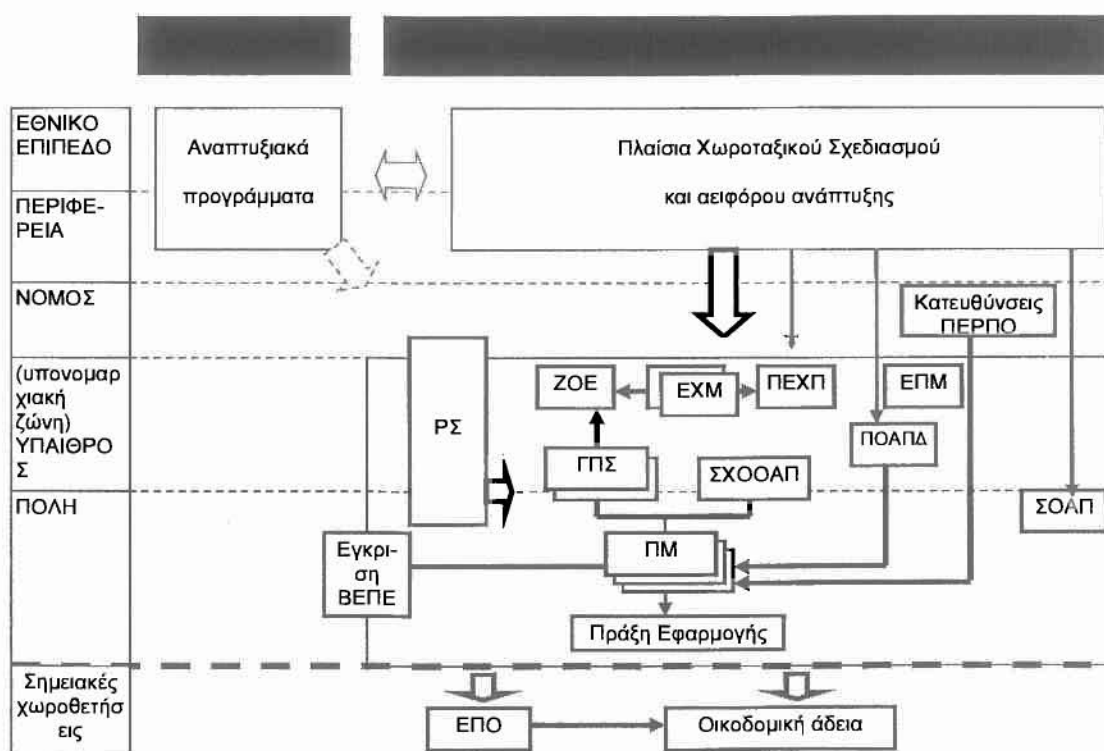 ΕΘΝΙΚΟ
ΕΠΙΠΕΔΟ
Αναπτυξιακά
προγράμματα
Πλαίσια Χωροταξικού Σχεδιασμού
και αειφόρου ανάπτυξης
ΠΕΡΙΦΕ-
ΡΕΙΑ
ΝΟΜΟΣ
Κατευθύνσεις
ΠΕΡΠΟ
(υπονομαρ
χιακή
ζώνη)
ΥΠΑΙΘΡΟ
Σ
ΡΣ
ΖΟΕ
ΕΧΜ
ΠΕΧΠ
ΕΠΜ
ΠΟΑΠΔ
ΓΠΣ
ΣΧΟΟΑΠ
ΠΟΛΗ
ΣΟΑΠ
Εγκρι-
ση
ΒΕΠΕ
ΠΜ
Πράξη Εφαρμογής
Σημειακές
χωροθετήσ
εις
ΕΠΟ
Οικοδομική άδεια